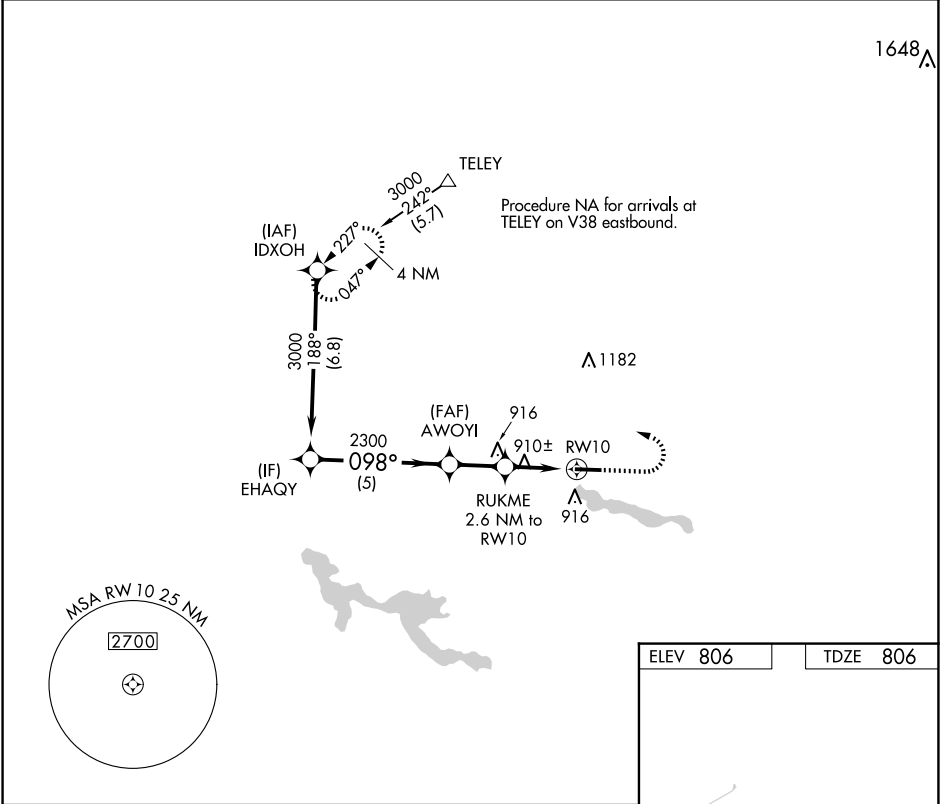 1648
TELEY
3000
242°
(5.7)
Procedure NA for arrivals at
TELEY on V38 eastbound.
(IAF)
IDXOH
227°
047°
4 NM
3000
188°
(6.8)
1182
(FAF)
AWOYI
916
910±
RW10
2300
098°
(5)
(IF)
EHAQY
RUKME
2.6 NM to
RW10
916
MSA RW 10 25 NM
2700
ELEV 806
TDZE 806